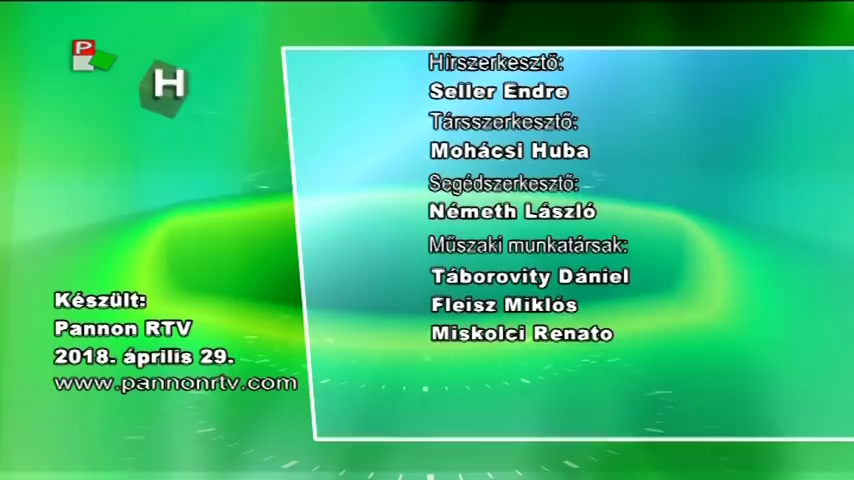 P
H
Hírszerkesztő:
Seller Endre
Társszerkesztő:
Mohácsi Huba
Segédszerkesztő:
Németh László
Műszaki munkatársak:
Táborovity Dániel
Fleisz Miklós
Miskolci Renato
Készült:
Pannon RTV
2018. április 29.
www.pannonrtv.com